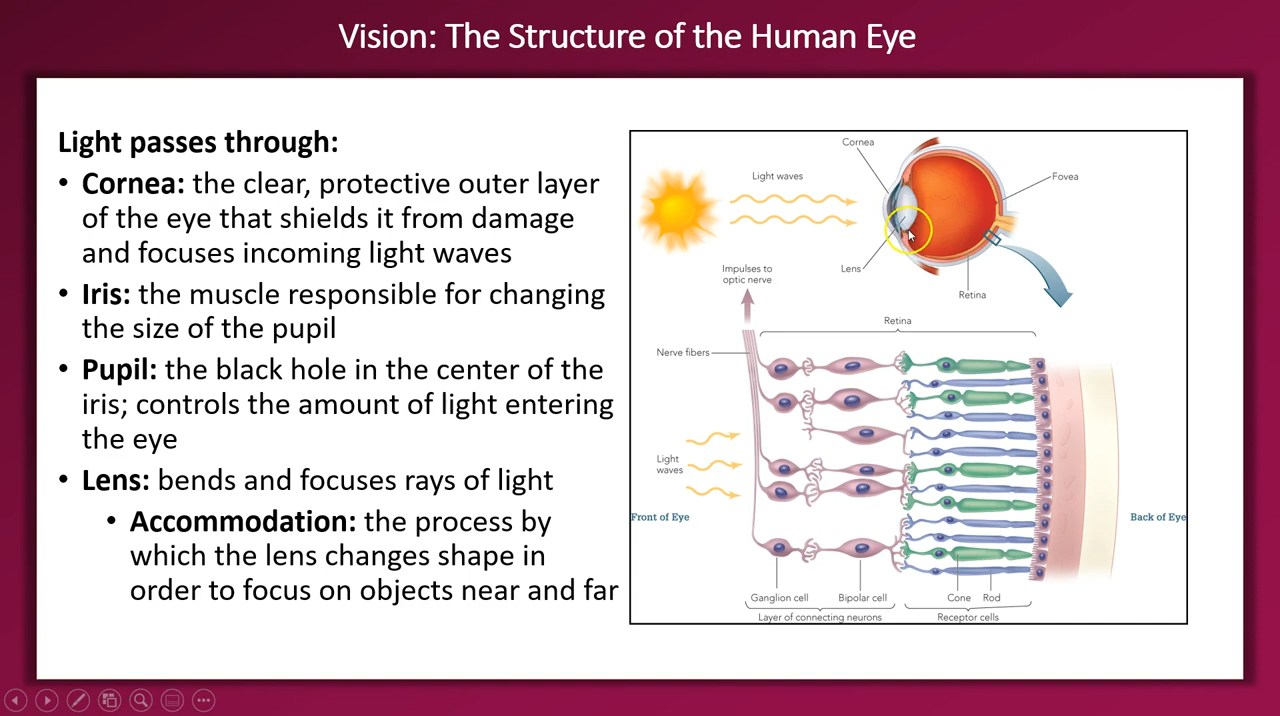 Vision: The Structure of the Human Eye
Light passes through:
• Cornea: the clear, protective outer layer
of the eye that shields it from damage
and focuses incoming light waves
• Iris: the muscle responsible for changing
the size of the pupil
• Pupil: the black hole in the center of the
iris; controls the amount of light entering
the eye
• Lens: bends and focuses rays of light
• Accommodation: the process by
which the lens changes shape in
order to focus on objects near and far
Cornea
Light waves
Fovea
Lens
Impulses to
optic nerve
Retina
Retina
Nerve fibers
Light
waves
Front of Eye
Back of Eye
Ganglion cell
Bipolar cell
Cone
Rod
Layer of connecting neurons
Receptor cells